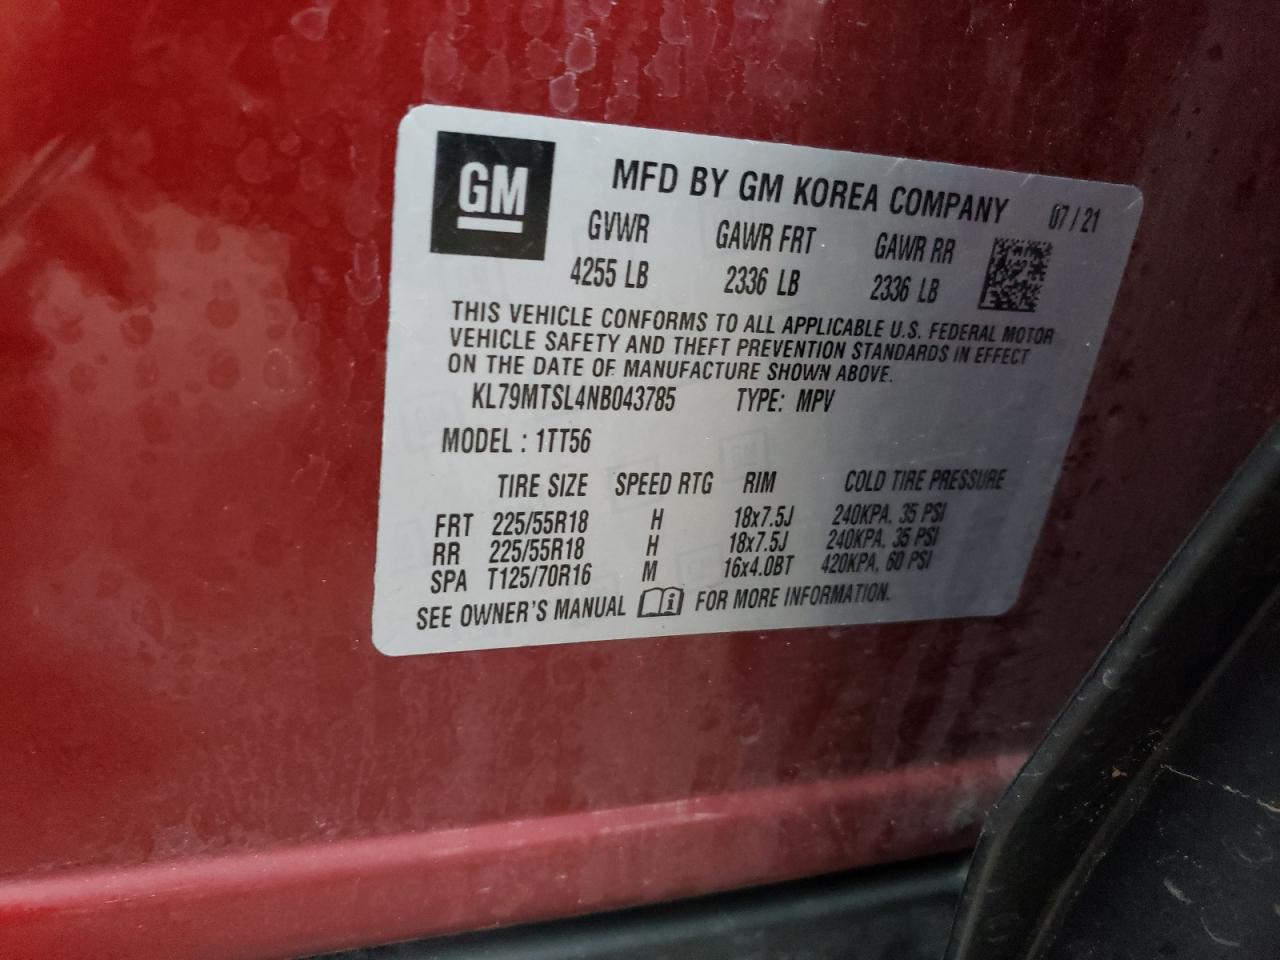 GM
MFD BY GM KOREA COMPANY 07/21
GVWR GAWR FRT GAWR RR
4255 LB 2336 LB 2336 LB
THIS VEHICLE CONFORMS TO ALL APPLICABLE U.S. FEDERAL MOTOR
VEHICLE SAFETY AND THEFT PREVENTION STANDARDS IN EFFECT
ON THE DATE OF MANUFACTURE SHOWN ABOVE.
KL79MTSL4NB043785 TYPE: MPV
MODEL : 1TT56
TIRE SIZE SPEED RTG RIM COLD TIRE PRESSURE
FRT 225/55R18 H 18x7.5J 240KPA, 35 PSI
RR 225/55R18 H 18x7.5J 240KPA, 35 PSI
SPA T125/70R16 M 16x4.0BT 420KPA, 60 PSI
SEE OWNER'S MANUAL i FOR MORE INFORMATION.